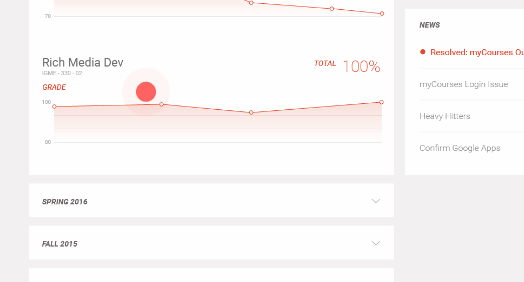 70
Rich Media Dev
IGME - 330 - 02
TOTAL 100%
GRADE
100
80
SPRING 2016
FALL 2015
NEWS
Resolved: myCourses Ou
myCourses Login Issue
Heavy Hitters
Confirm Google Apps